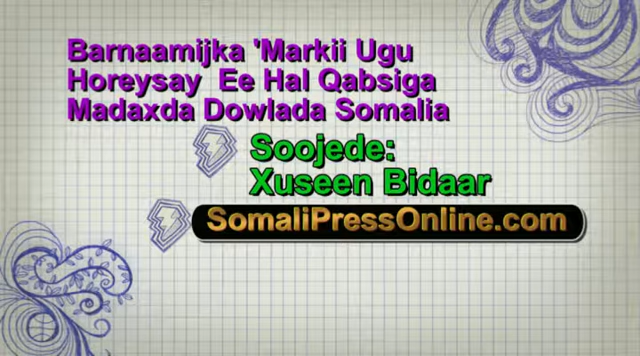 Barnaamijka 'Markii Ugu
Horeysay Ee Hal Qabsiga
Madaxda Dowlada Somalia
Soojede:
Xuseen Bidaar
SomaliPressOnline.com